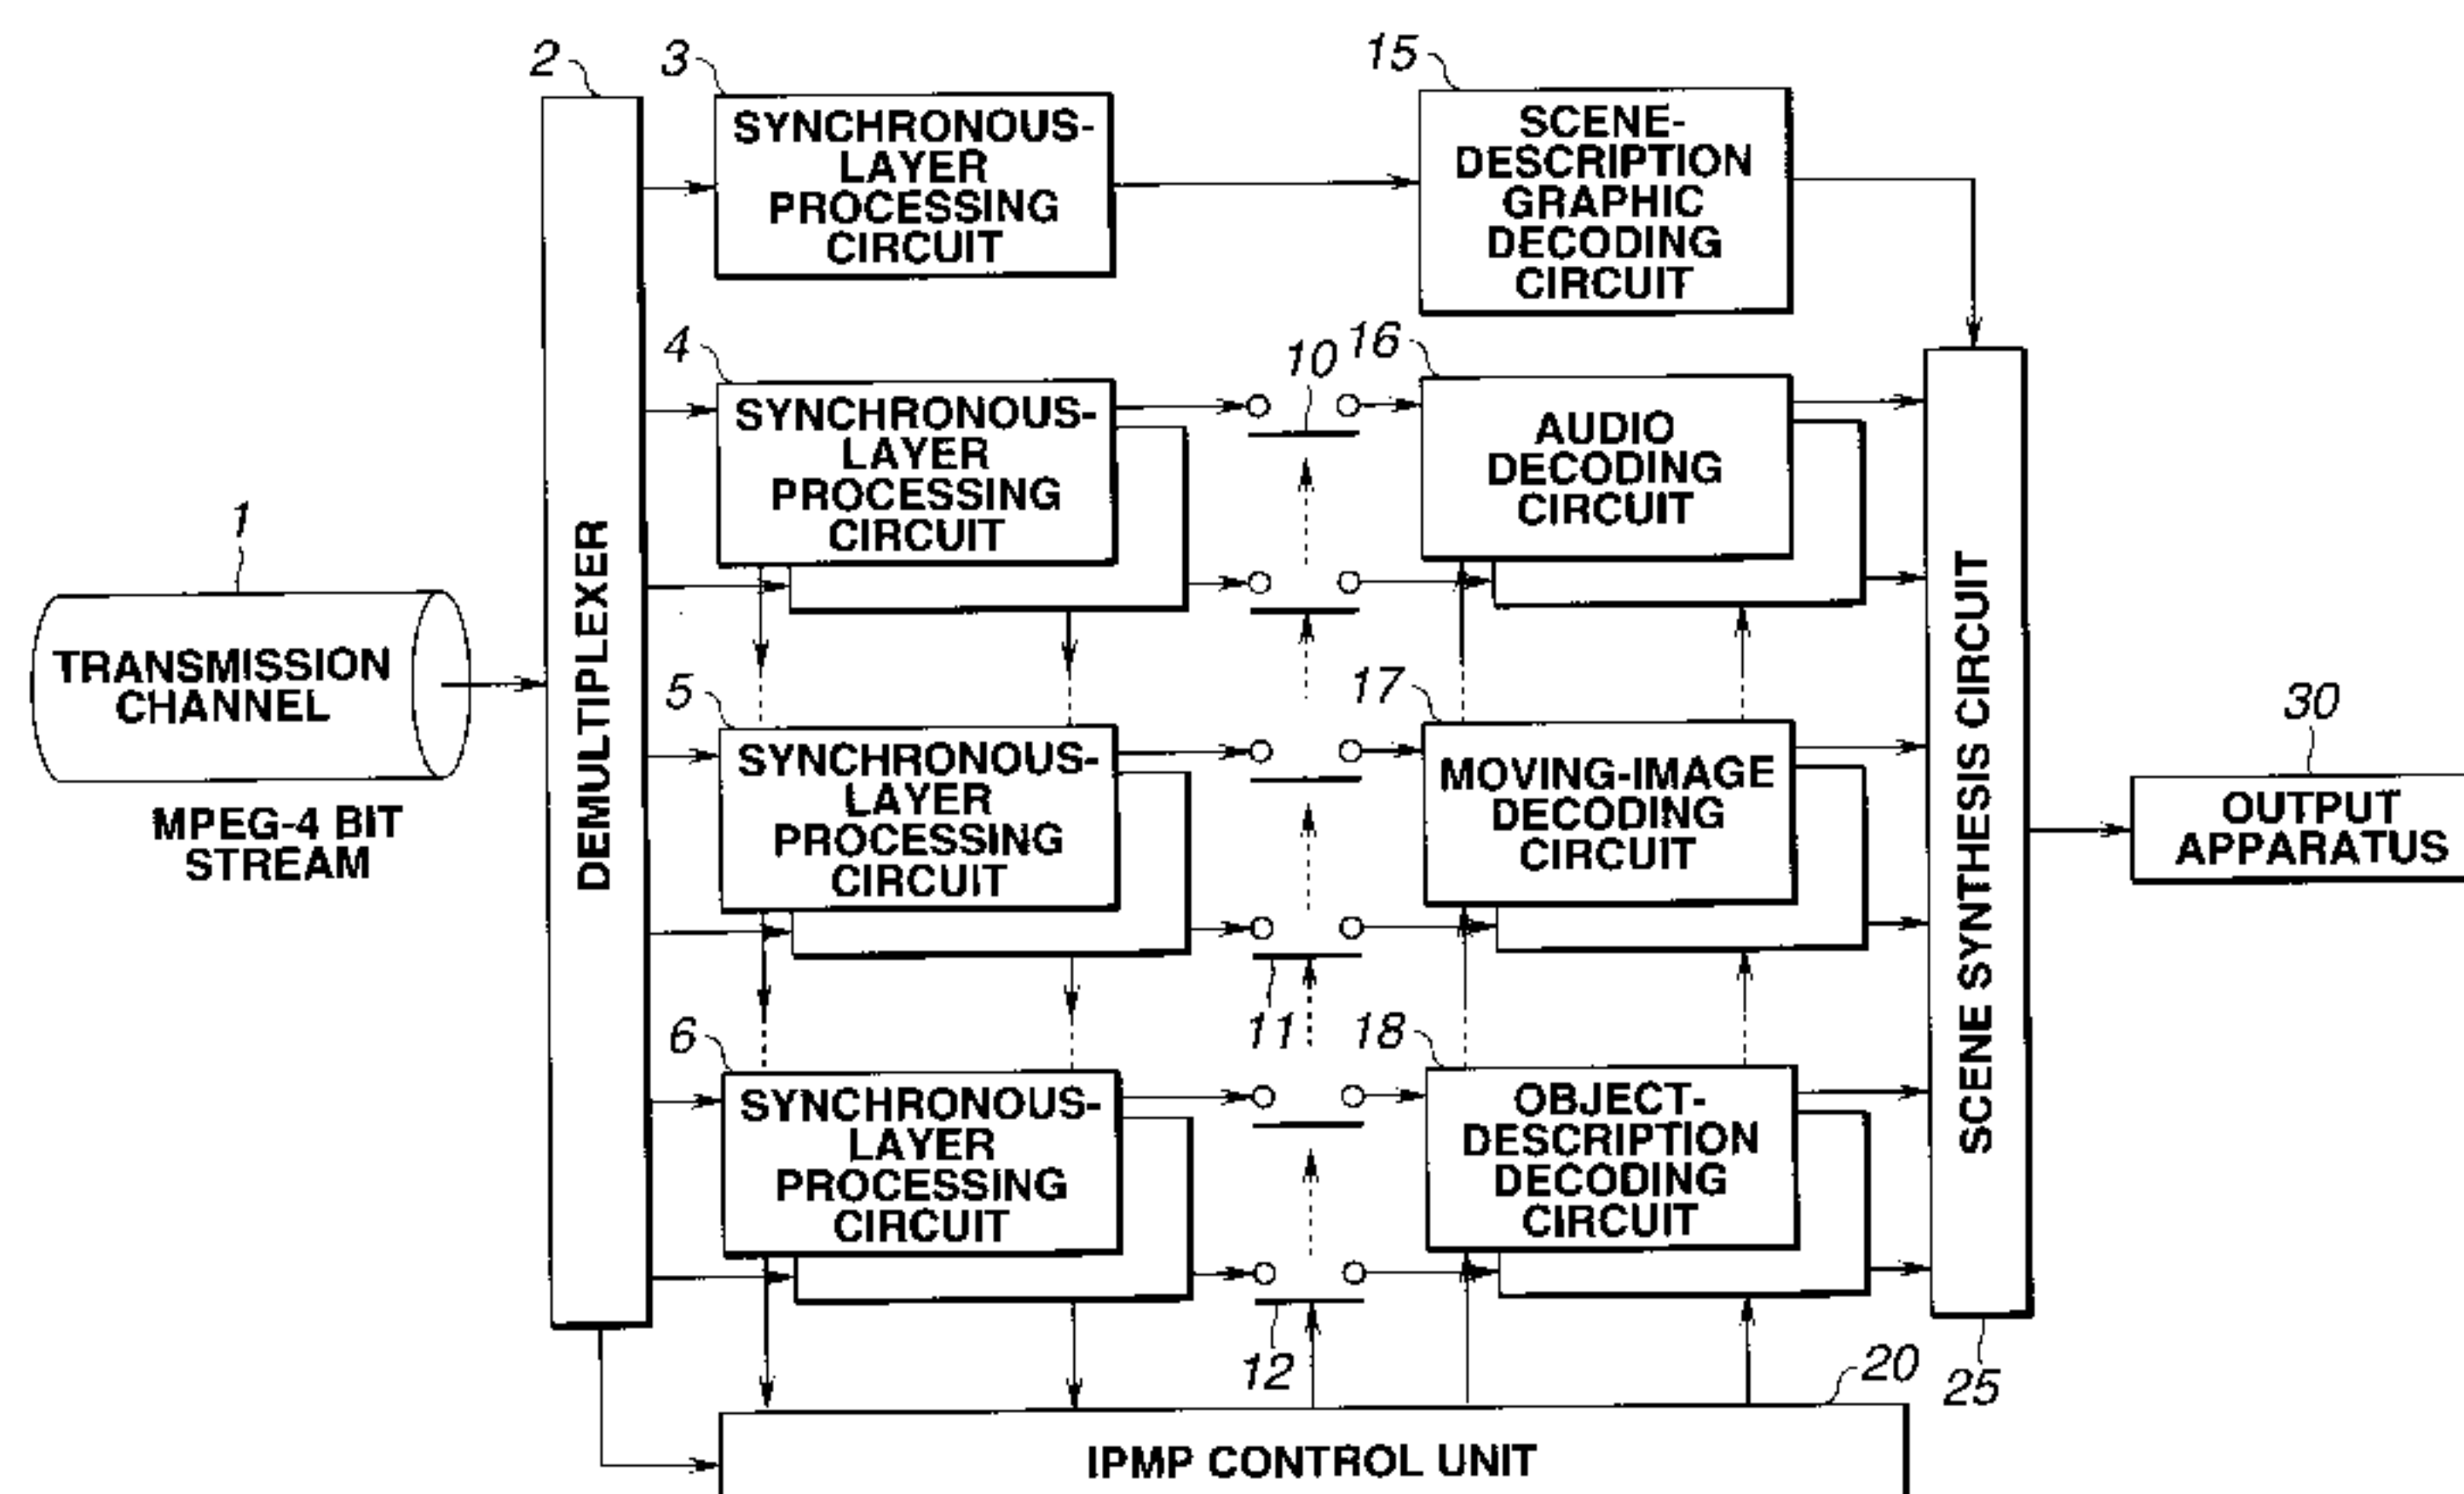 2
3
15
SYNCHRONOUS-
LAYER
PROCESSING
CIRCUIT
SCENE-
DESCRIPTION
GRAPHIC
DECODING
CIRCUIT
4
10
16
SYNCHRONOUS-
LAYER
PROCESSING
CIRCUIT
AUDIO
DECODING
CIRCUIT
1
TRANSMISSION
CHANNEL
MPEG-4 BIT
STREAM
DEMULTIPLEXER
5
17
SYNCHRONOUS-
LAYER
PROCESSING
CIRCUIT
MOVING-IMAGE
DECODING
CIRCUIT
SCENE SYNTHESIS CIRCUIT
30
OUTPUT
APPARATUS
6
11
18
SYNCHRONOUS-
LAYER
PROCESSING
CIRCUIT
OBJECT-
DESCRIPTION
DECODING
CIRCUIT
12
20
25
IPMP CONTROL UNIT